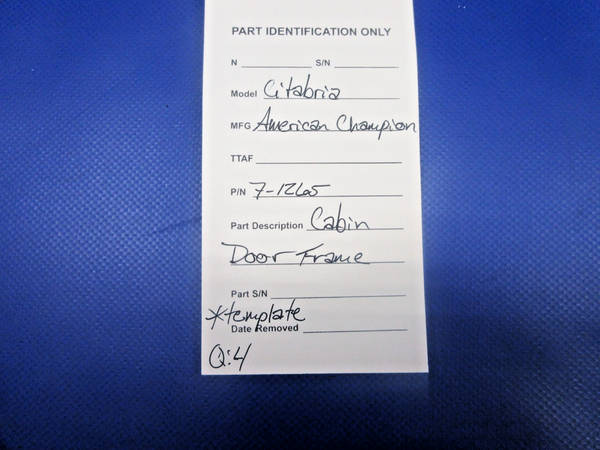 PART IDENTIFICATION ONLY
N S/N
Model Citabria
MFG American Champion
TTAF
P/N 7-1265
Part Description Cabin
Door Frame
Part S/N
*template
Date Removed
Q:4